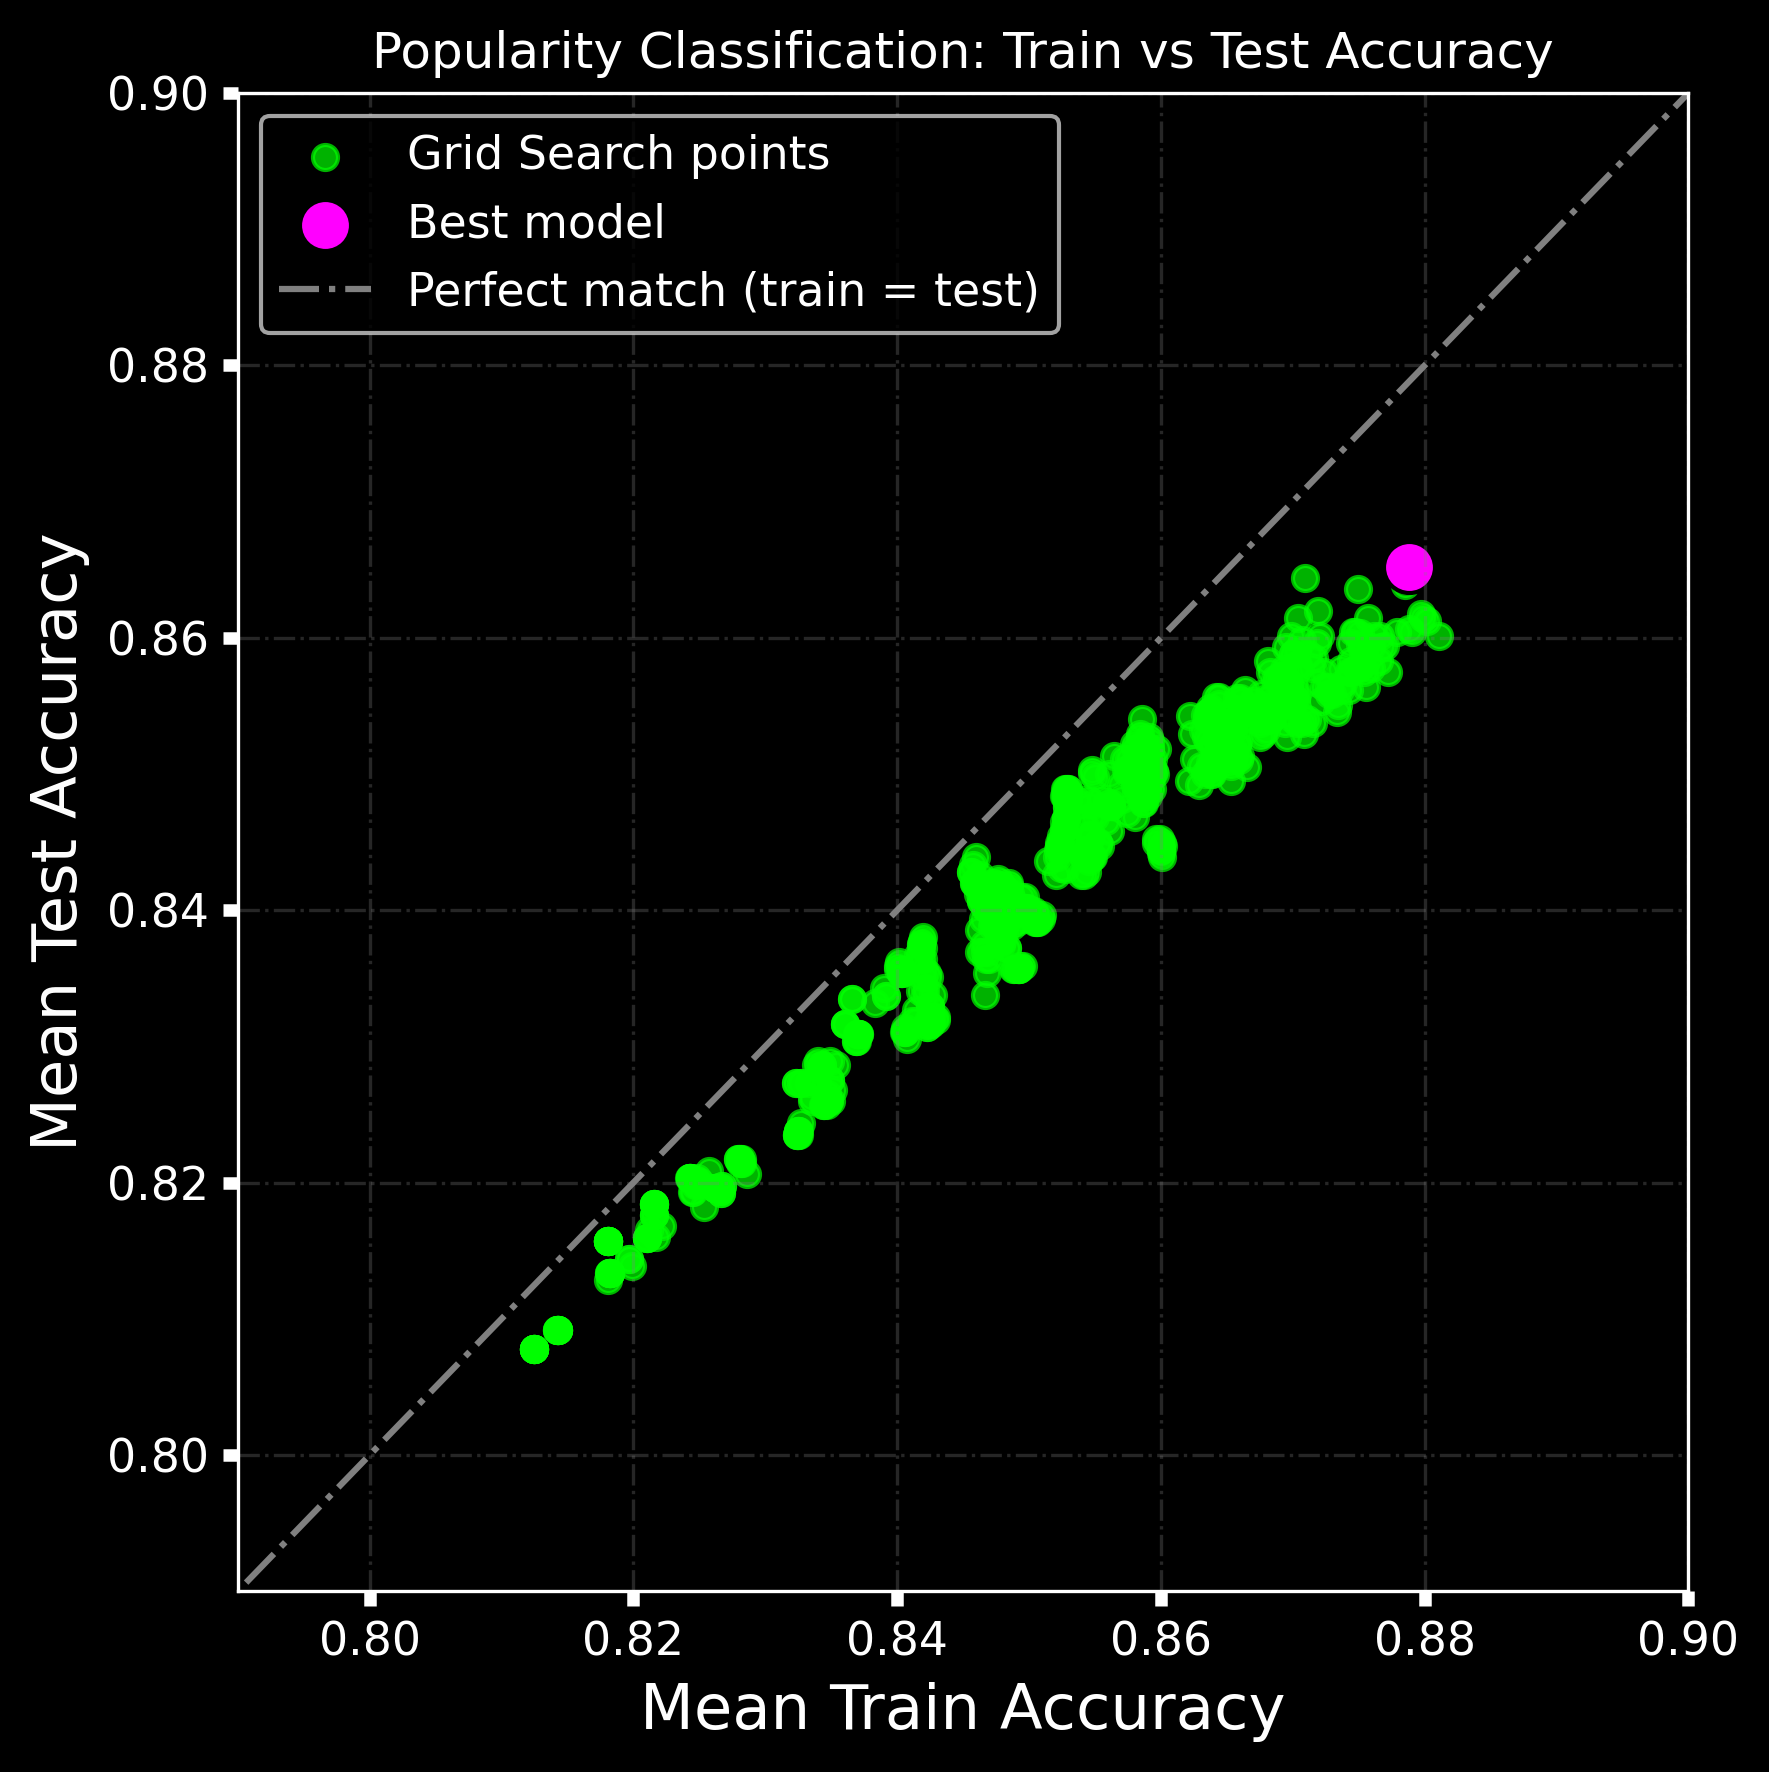 Popularity Classification: Train vs Test Accuracy
Grid Search points
Best model
Perfect match (train = test)
Mean Test Accuracy
0.90
0.88
0.86
0.84
0.82
0.80
0.80 0.82 0.84 0.86 0.88 0.90
Mean Train Accuracy